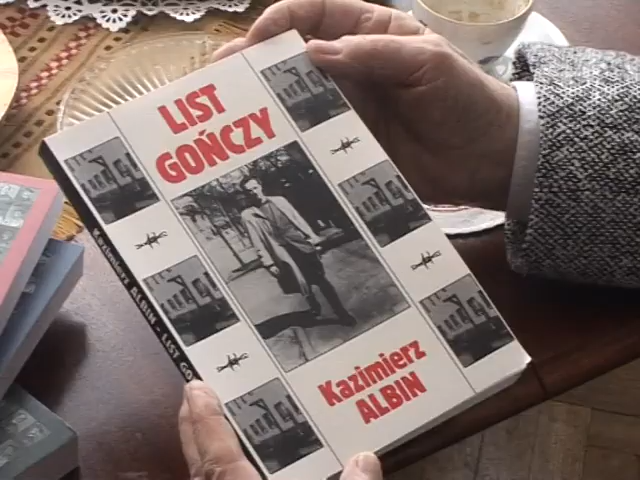 LIST
GOŃCZY
Kazimierz
ALBIN
Kazimierz ALBIN - LIST GO